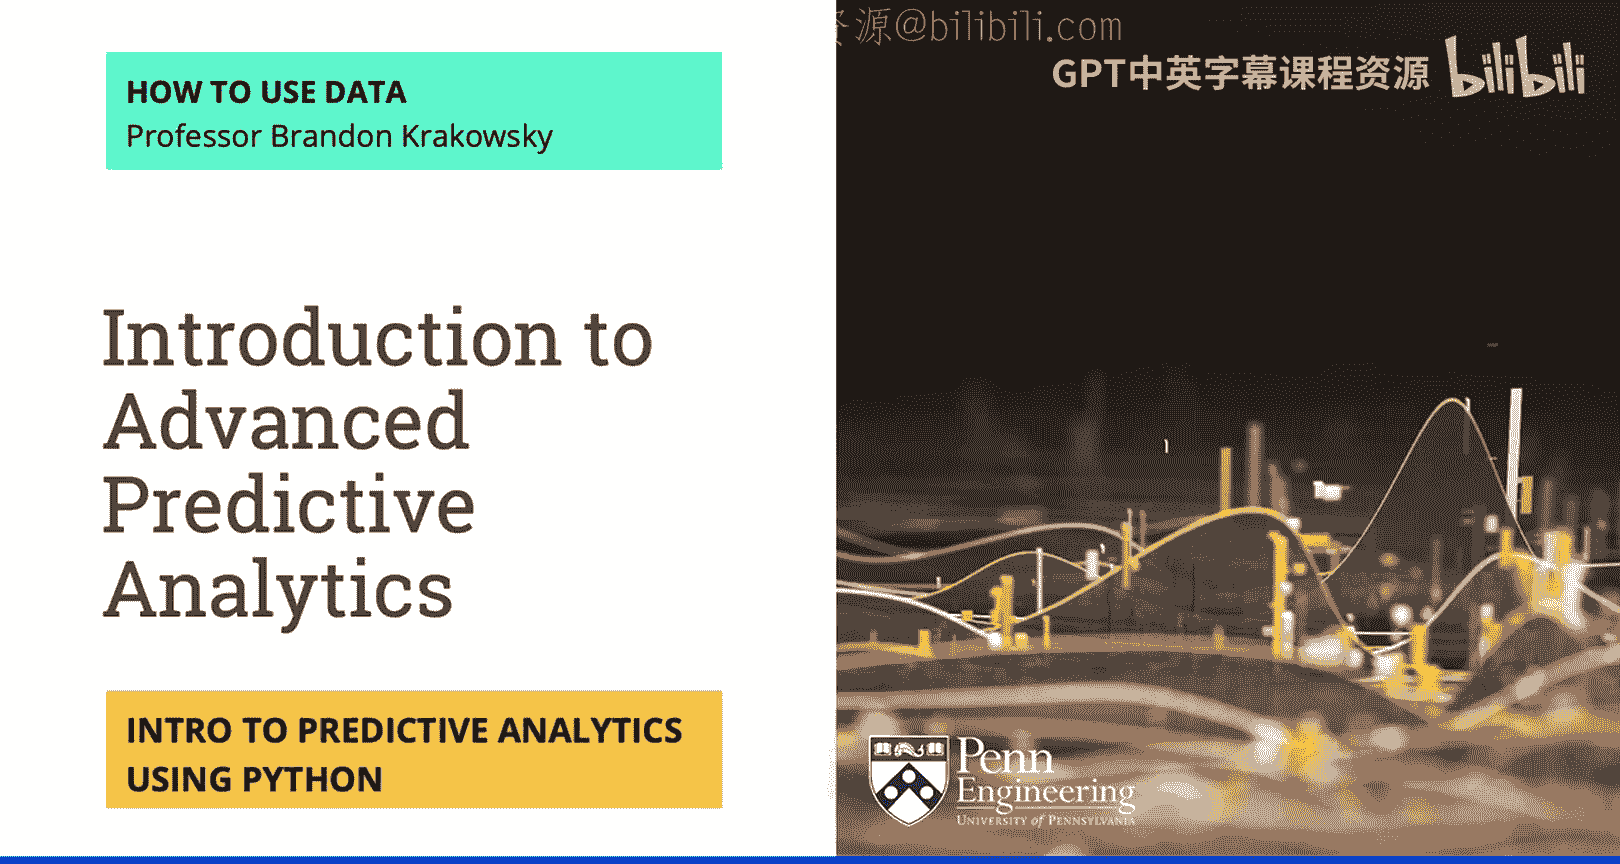 HOW TO USE DATA
Professor Brandon Krakowsky
Introduction to
Advanced
Predictive
Analytics
INTRO TO PREDICTIVE ANALYTICS
USING PYTHON
资源@bilibili.com
GPT中英字幕课程资源 bilibili
Penn
Engineering
UNIVERSITY of PENNSYLVANIA